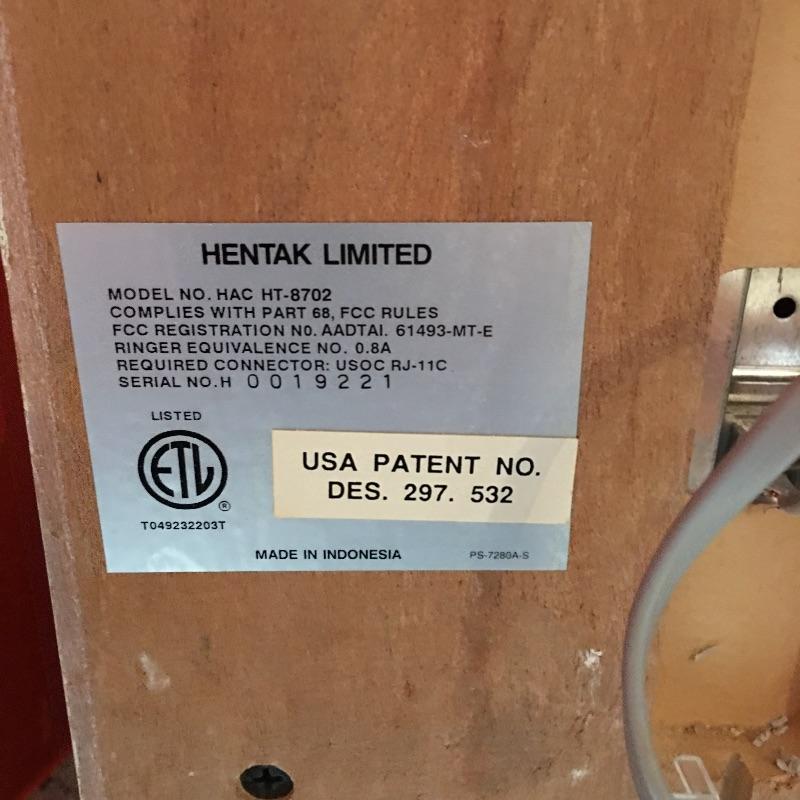 HENTAK LIMITED
MODEL NO. HAC HT-8702
COMPLIES WITH PART 68, FCC RULES
FCC REGISTRATION NO. AADTAI. 61493-MT-E
RINGER EQUIVALENCE NO. 0.8A
REQUIRED CONNECTOR: USOC RJ-11C
SERIAL NO.H 0019221
LISTED
ETL
®
T049232203T
USA PATENT NO.
DES. 297. 532
MADE IN INDONESIA
PS-7280A-S